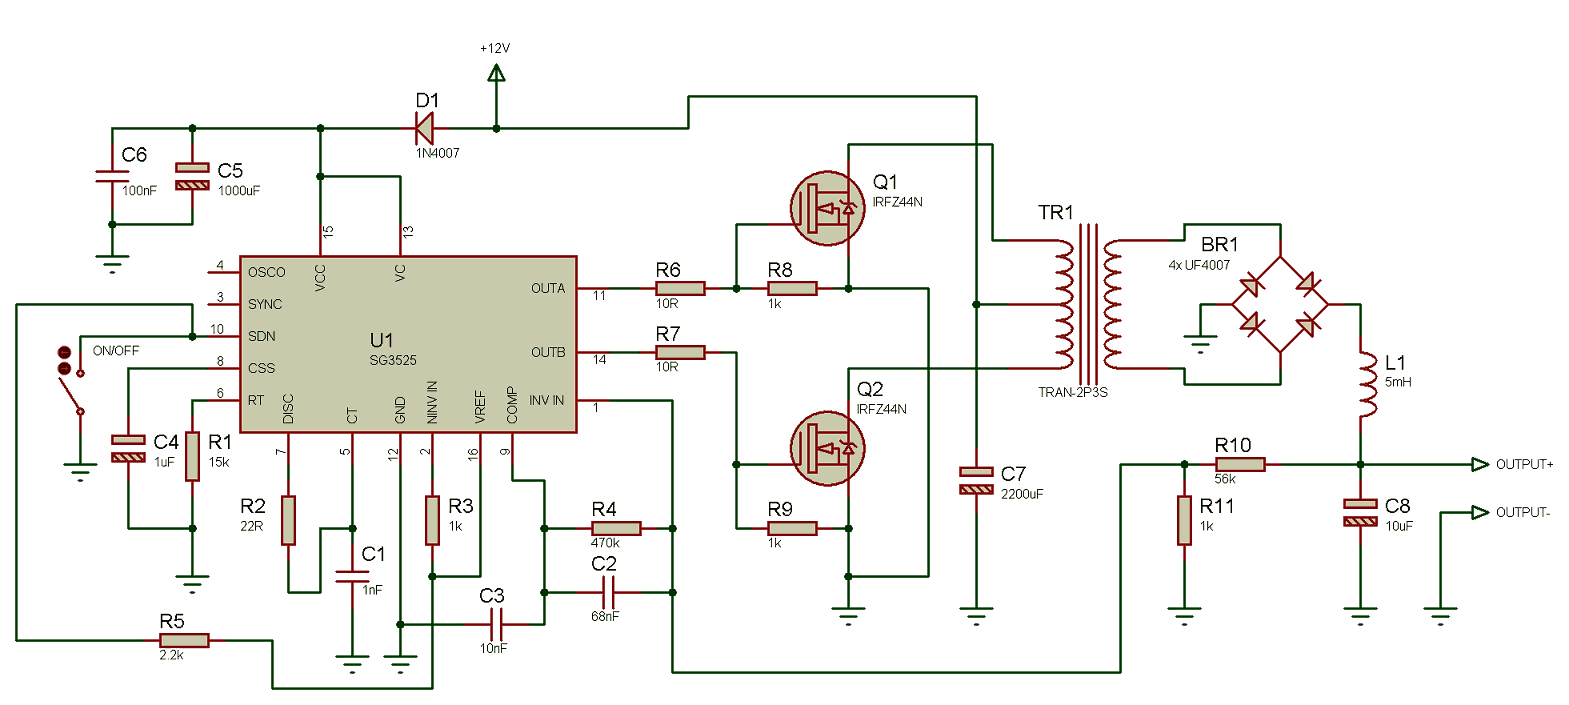 +12V
D1
1N4007
C6
100nF
C5
1000uF
Q1
IRFZ44N
TR1
TRAN-2P3S
BR1
4x UF4007
15
13
4
OSCO
VCC
VC
3
SYNC
10
SDN
ON/OFF
8
CSS
6
RT
U1
SG3525
OUTA
11
OUTB
14
INV IN
1
DISC
CT
GND
NINV IN
VREF
COMP
7
5
12
2
16
9
R6
10R
R8
1k
R7
10R
Q2
IRFZ44N
L1
5mH
C4
1uF
R1
15k
R2
22R
C1
1nF
R3
1k
R4
470k
C2
68nF
C3
10nF
R9
1k
C7
2200uF
R10
56k
R11
1k
C8
10uF
OUTPUT+
OUTPUT-
R5
2.2k